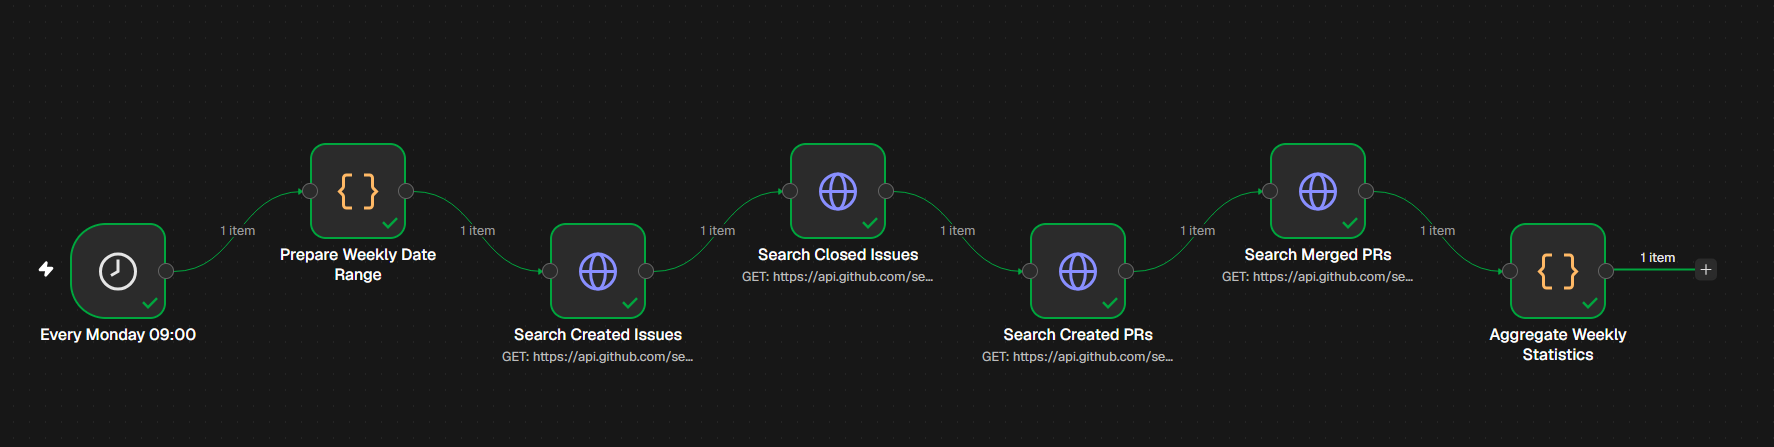 1 item
Prepare Weekly Date
Range
1 item
Every Monday 09:00
Search Created Issues
GET: https://api.github.com/se...
1 item
Search Closed Issues
GET: https://api.github.com/se...
1 item
Search Created PRs
GET: https://api.github.com/se...
1 item
Search Merged PRs
GET: https://api.github.com/se...
1 item
Aggregate Weekly
Statistics
1 item